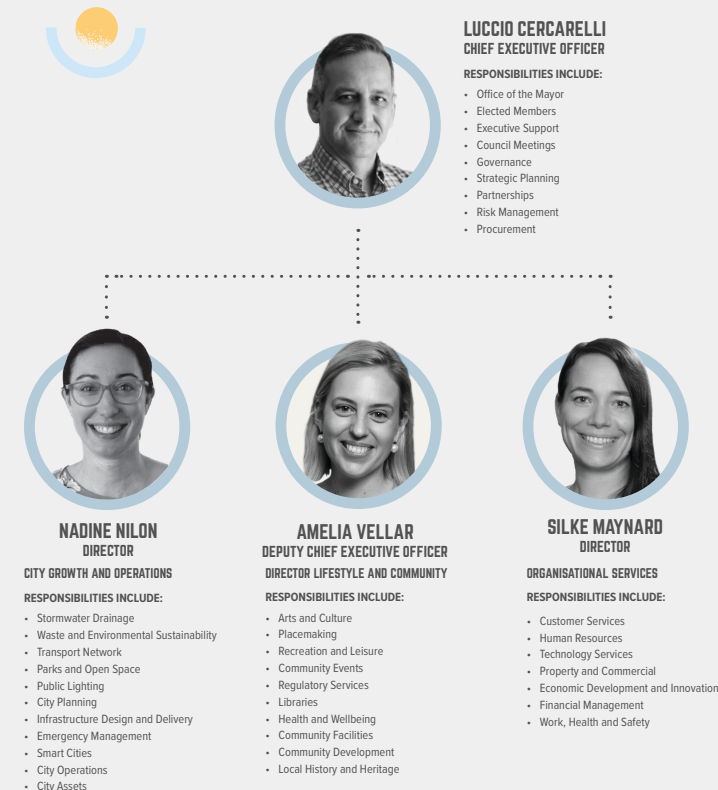 LUCCIO CERCARELLI
CHIEF EXECUTIVE OFFICER
RESPONSIBILITIES INCLUDE:
• Office of the Mayor
• Elected Members
• Executive Support
• Council Meetings
• Governance
• Strategic Planning
• Partnerships
• Risk Management
• Procurement
NADINE NILON
DIRECTOR
CITY GROWTH AND OPERATIONS
RESPONSIBILITIES INCLUDE:
• Stormwater Drainage
• Waste and Environmental Sustainability
• Transport Network
• Parks and Open Space
• Public Lighting
• City Planning
• Infrastructure Design and Delivery
• Emergency Management
• Smart Cities
• City Operations
• City Assets
AMELIA VELLAR
DEPUTY CHIEF EXECUTIVE OFFICER
DIRECTOR LIFESTYLE AND COMMUNITY
RESPONSIBILITIES INCLUDE:
• Arts and Culture
• Placemaking
• Recreation and Leisure
• Community Events
• Regulatory Services
• Libraries
• Health and Wellbeing
• Community Facilities
• Community Development
• Local History and Heritage
SILKE MAYNARD
DIRECTOR
ORGANISATIONAL SERVICES
RESPONSIBILITIES INCLUDE:
• Customer Services
• Human Resources
• Technology Services
• Property and Commercial
• Economic Development and Innovation
• Financial Management
• Work, Health and Safety